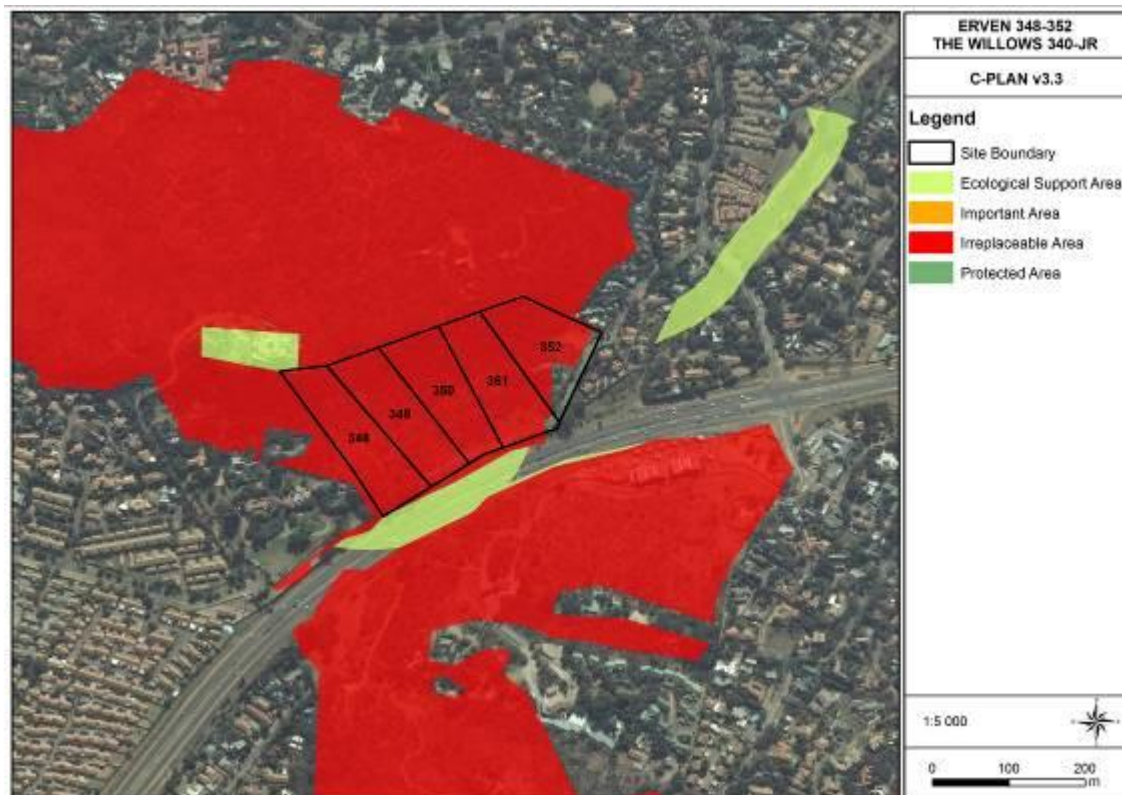 ERVEN 348-352
THE WILLOWS 340-JR
C-PLAN v3.3
Legend
Site Boundary
Ecological Support Area
Important Area
Irreplaceable Area
Protected Area
352
351
350
349
348
1:5 000
0 100 200
m